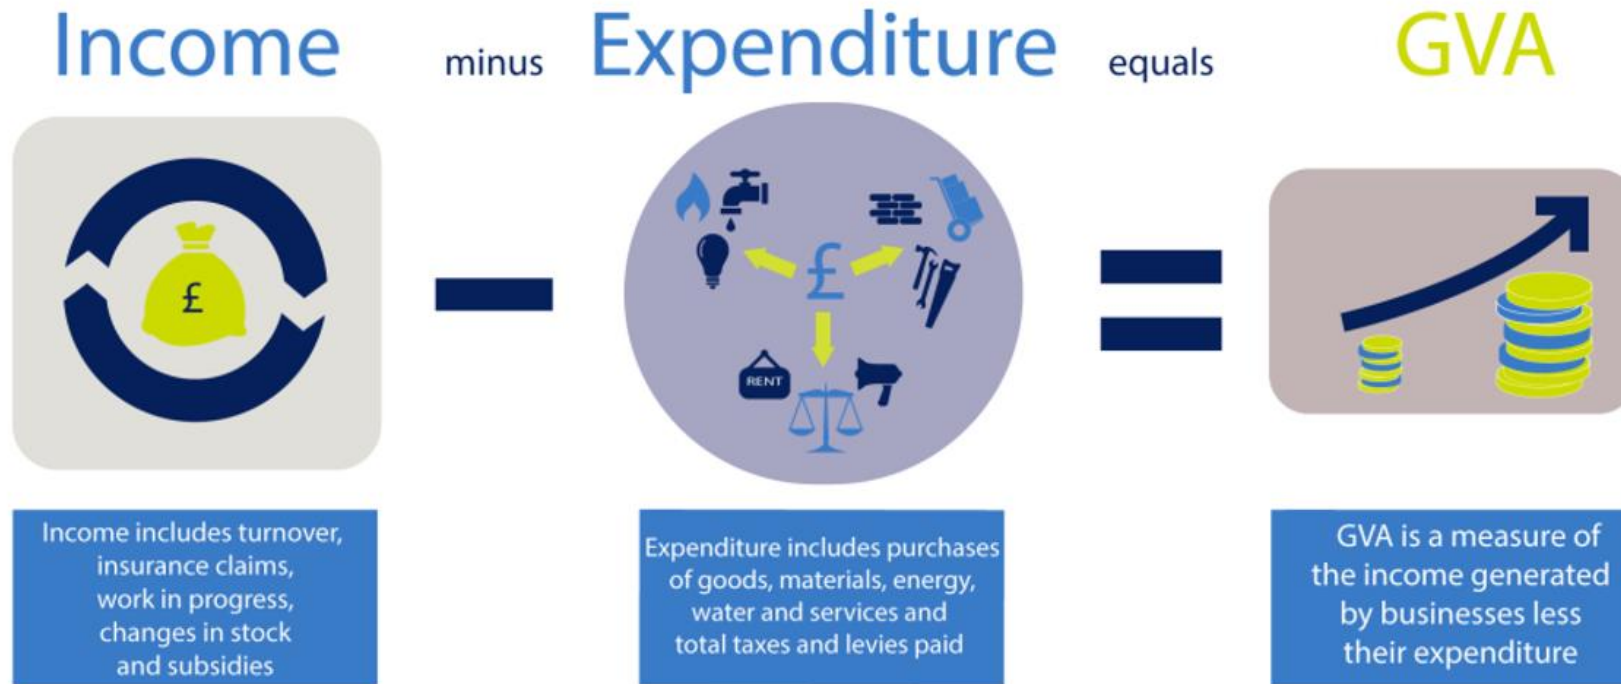 Income minus Expenditure equals GVA
£
£
RENT
Income includes turnover,
insurance claims,
work in progress,
changes in stock
and subsidies
Expenditure includes purchases
of goods, materials, energy,
water and services and
total taxes and levies paid
GVA is a measure of
the income generated
by businesses less
their expenditure